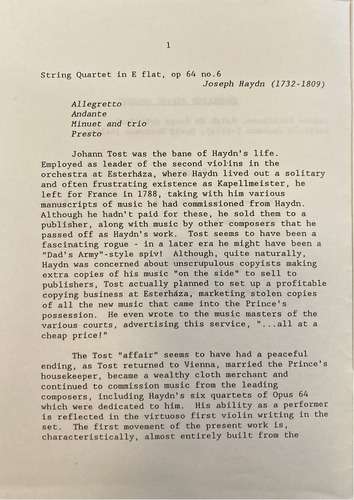 1
String Quartet in E flat, op 64 no.6
Joseph Haydn (1732-1809)
Allegretto
Andante
Minuet and trio
Presto
Johann Tost was the bane of Haydn's life.
Employed as leader of the second violins in the
orchestra at Esterháza, where Haydn lived out a solitary
and often frustrating existence as Kapellmeister, he
left for France in 1788, taking with him various
manuscripts of music he had commissioned from Haydn.
Although he hadn't paid for these, he sold them to a
publisher, along with music by other composers that he
passed off as Haydn's work. Tost seems to have been a
fascinating rogue - in a later era he might have been a
"Dad's Army"-style spiv! Although, quite naturally,
Haydn was concerned about unscrupulous copyists making
extra copies of his music "on the side" to sell to
publishers, Tost actually planned to set up a profitable
copying business at Esterháza, marketing stolen copies
of all the new music that came into the Prince's
possession. He even wrote to the music masters of the
various courts, advertising this service, "...all at a
cheap price!"
The Tost "affair" seems to have had a peaceful
ending, as Tost returned to Vienna, married the Prince's
housekeeper, became a wealthy cloth merchant and
continued to commission music from the leading
composers, including Haydn's six quartets of Opus 64
which were dedicated to him. His ability as a performer
is reflected in the virtuoso first violin writing in the
set. The first movement of the present work is,
characteristically, almost entirely built from the